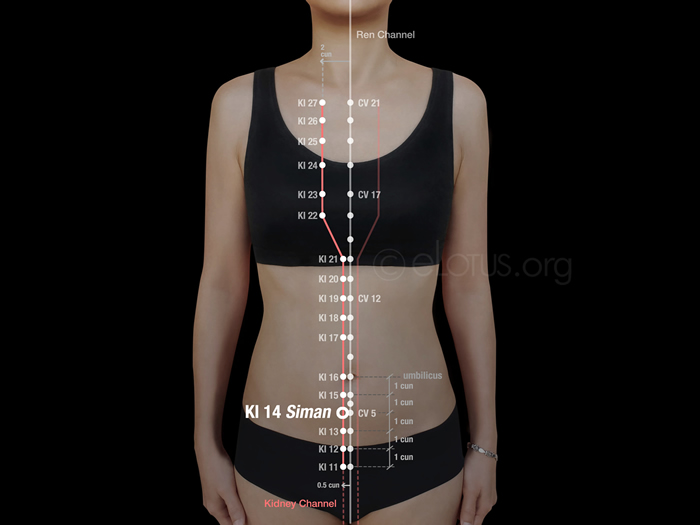 Ren Channel
2
cun
KI 27
CV 21
KI 26
KI 25
KI 24
KI 23
CV 17
KI 22
KI 21
© eLotus.org
KI 20
KI 19
CV 12
KI 18
KI 17
KI 16
umbilicus
1 cun
KI 15
1 cun
KI 14 Siman
CV 5
1 cun
KI 13
KI 12
1 cun
KI 11
0.5 cun
Kidney Channel